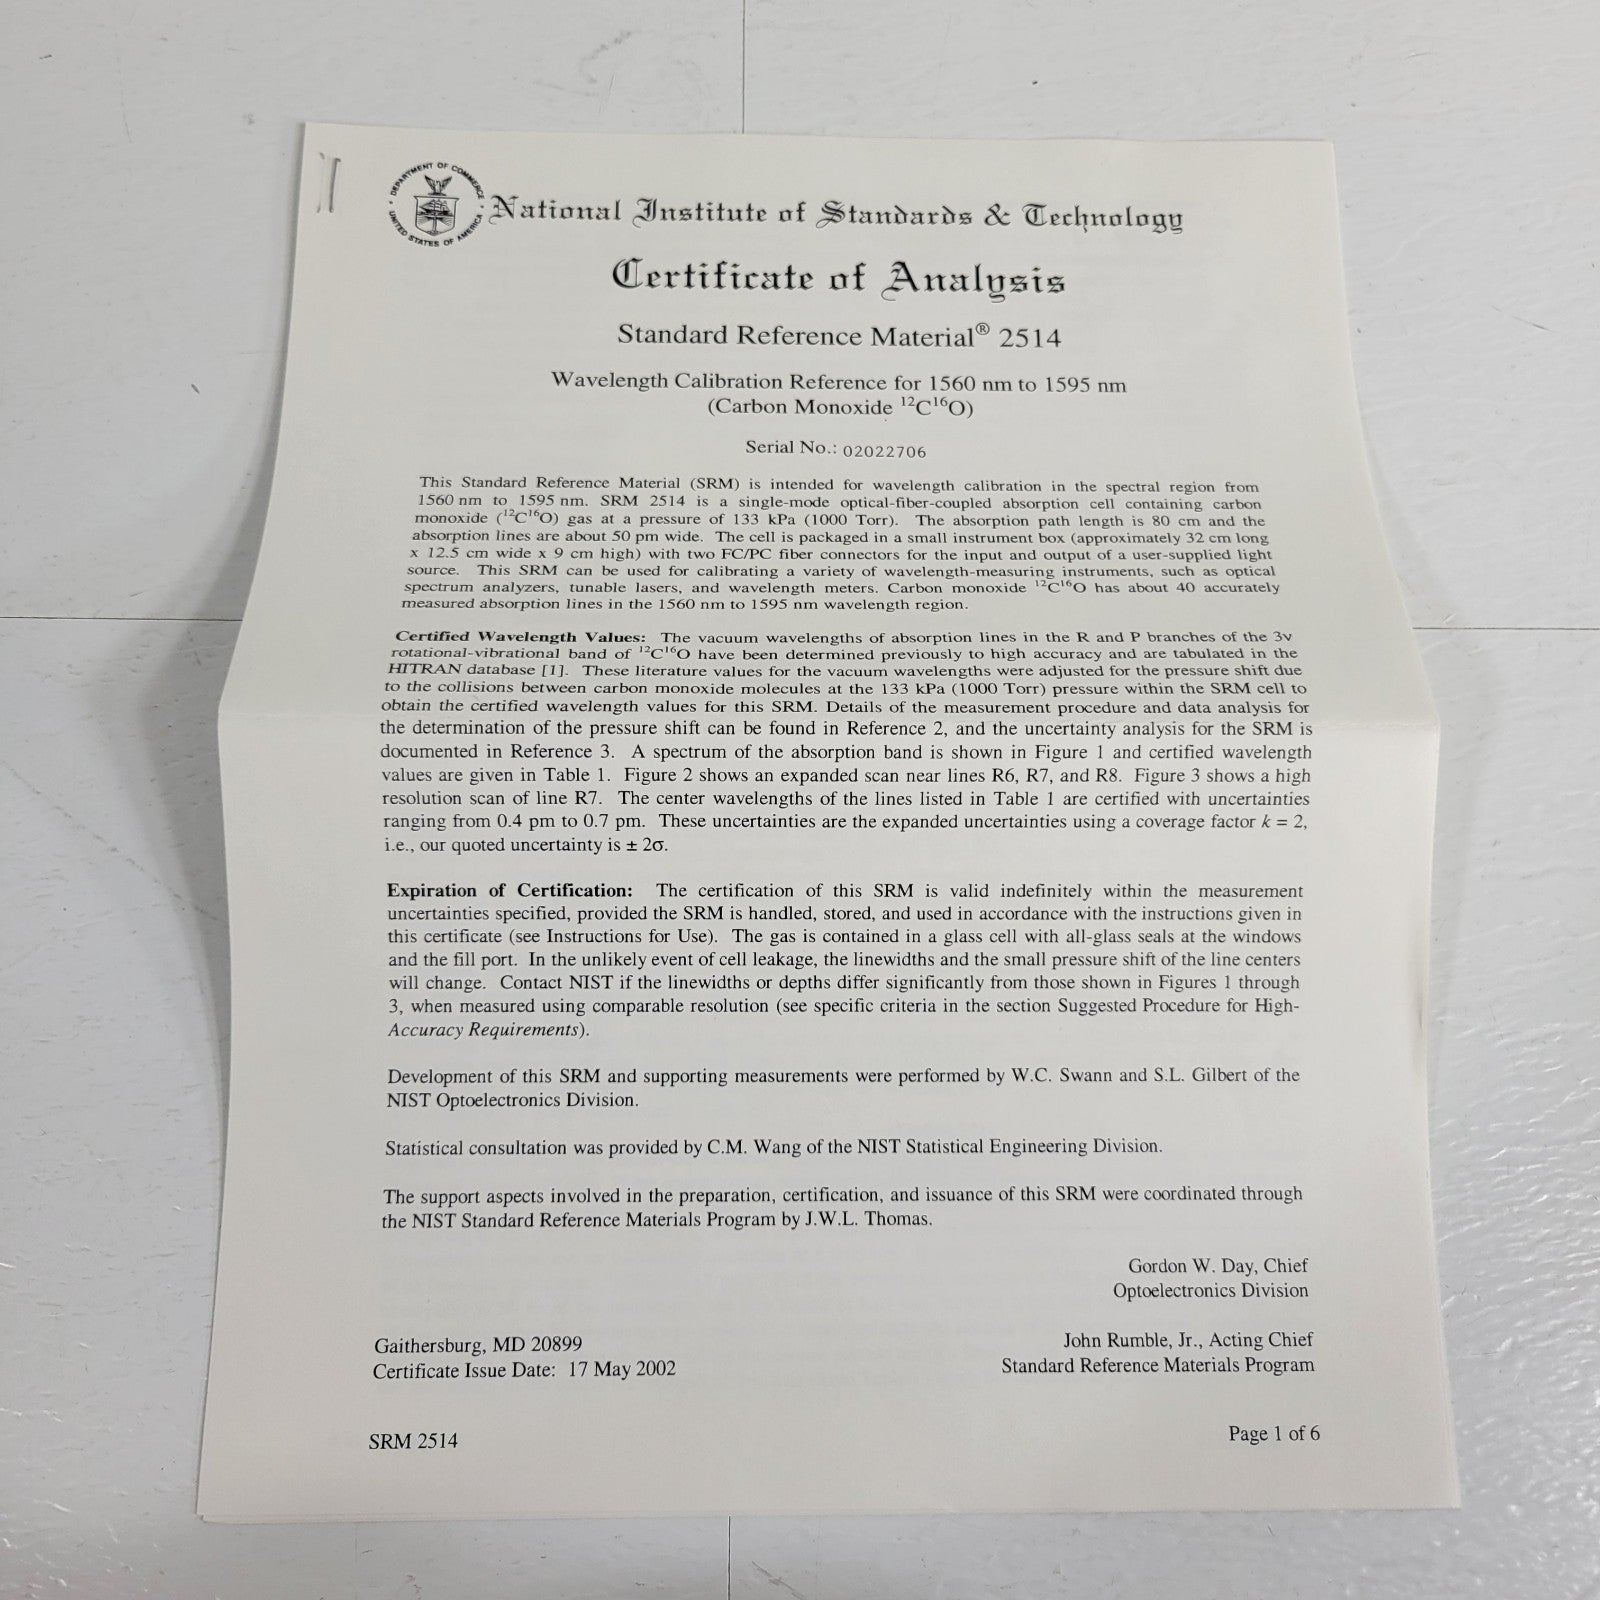 DEPARTMENT OF COMMERCE
UNITED STATES OF AMERICA
National Institute of Standards & Technology
Certificate of Analysis
Standard Reference Material® 2514
Wavelength Calibration Reference for 1560 nm to 1595 nm
(Carbon Monoxide ¹²C¹⁶O)
Serial No.: 02022706
This Standard Reference Material (SRM) is intended for wavelength calibration in the spectral region from
1560 nm to 1595 nm. SRM 2514 is a single-mode optical-fiber-coupled absorption cell containing carbon
monoxide (¹²C¹⁶O) gas at a pressure of 133 kPa (1000 Torr). The absorption path length is 80 cm and the
absorption lines are about 50 pm wide. The cell is packaged in a small instrument box (approximately 32 cm long
x 12.5 cm wide x 9 cm high) with two FC/PC fiber connectors for the input and output of a user-supplied light
source. This SRM can be used for calibrating a variety of wavelength-measuring instruments, such as optical
spectrum analyzers, tunable lasers, and wavelength meters. Carbon monoxide ¹²C¹⁶O has about 40 accurately
measured absorption lines in the 1560 nm to 1595 nm wavelength region.
Certified Wavelength Values: The vacuum wavelengths of absorption lines in the R and P branches of the 3ν
rotational-vibrational band of ¹²C¹⁶O have been determined previously to high accuracy and are tabulated in the
HITRAN database [1]. These literature values for the vacuum wavelengths were adjusted for the pressure shift due
to the collisions between carbon monoxide molecules at the 133 kPa (1000 Torr) pressure within the SRM cell to
obtain the certified wavelength values for this SRM. Details of the measurement procedure and data analysis for
the determination of the pressure shift can be found in Reference 2, and the uncertainty analysis for the SRM is
documented in Reference 3. A spectrum of the absorption band is shown in Figure 1 and certified wavelength
values are given in Table 1. Figure 2 shows an expanded scan near lines R6, R7, and R8. Figure 3 shows a high
resolution scan of line R7. The center wavelengths of the lines listed in Table 1 are certified with uncertainties
ranging from 0.4 pm to 0.7 pm. These uncertainties are the expanded uncertainties using a coverage factor k = 2,
i.e., our quoted uncertainty is ± 2σ.
Expiration of Certification: The certification of this SRM is valid indefinitely within the measurement
uncertainties specified, provided the SRM is handled, stored, and used in accordance with the instructions given in
this certificate (see Instructions for Use). The gas is contained in a glass cell with all-glass seals at the windows
and the fill port. In the unlikely event of cell leakage, the linewidths and the small pressure shift of the line centers
will change. Contact NIST if the linewidths or depths differ significantly from those shown in Figures 1 through
3, when measured using comparable resolution (see specific criteria in the section Suggested Procedure for High-
Accuracy Requirements).
Development of this SRM and supporting measurements were performed by W.C. Swann and S.L. Gilbert of the
NIST Optoelectronics Division.
Statistical consultation was provided by C.M. Wang of the NIST Statistical Engineering Division.
The support aspects involved in the preparation, certification, and issuance of this SRM were coordinated through
the NIST Standard Reference Materials Program by J.W.L. Thomas.
Gordon W. Day, Chief
Optoelectronics Division
Gaithersburg, MD 20899
Certificate Issue Date: 17 May 2002
John Rumble, Jr., Acting Chief
Standard Reference Materials Program
SRM 2514
Page 1 of 6